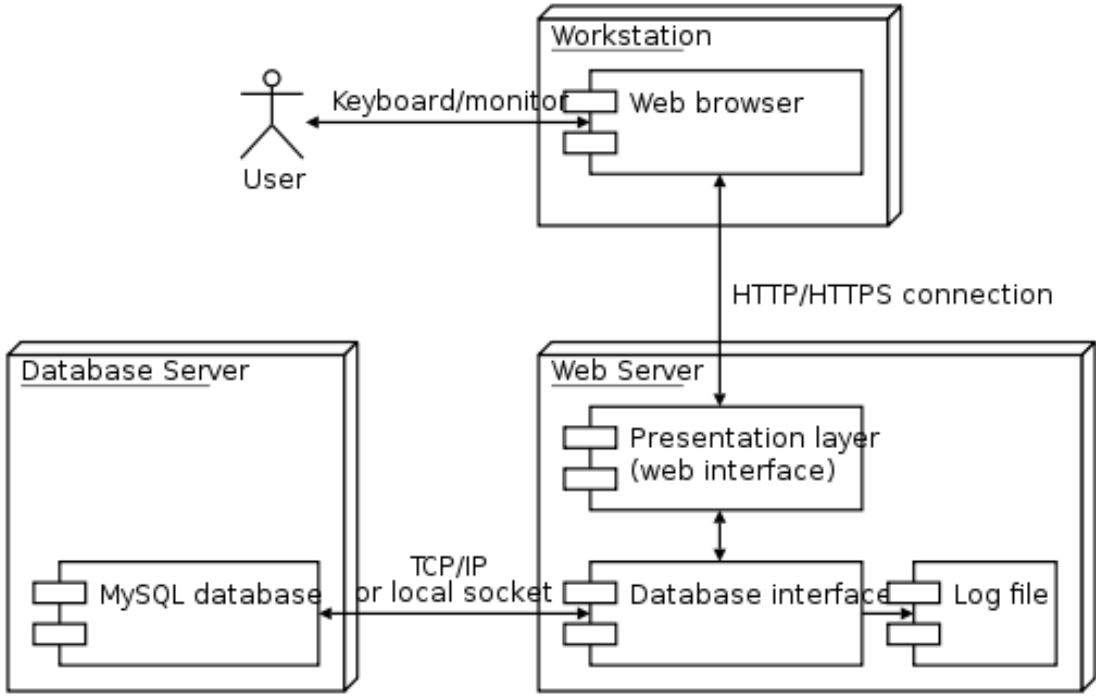 Workstation
Keyboard/monitor
Web browser
User
HTTP/HTTPS connection
Database Server
Web Server
Presentation layer
(web interface)
TCP/IP
or local socket
MySQL database
Database interface
Log file